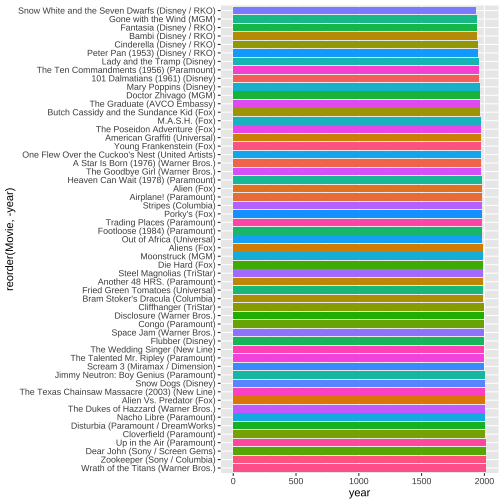 Snow White and the Seven Dwarfs (Disney / RKO)
Gone with the Wind (MGM)
Fantasia (Disney / RKO)
Bambi (Disney / RKO)
Cinderella (Disney / RKO)
Peter Pan (1953) (Disney / RKO)
Lady and the Tramp (Disney)
The Ten Commandments (1956) (Paramount)
101 Dalmatians (1961) (Disney)
Mary Poppins (Disney)
Doctor Zhivago (MGM)
The Graduate (AVCO Embassy)
Butch Cassidy and the Sundance Kid (Fox)
M.A.S.H. (Fox)
The Poseidon Adventure (Fox)
American Graffiti (Universal)
Young Frankenstein (Fox)
One Flew Over the Cuckoo's Nest (United Artists)
A Star Is Born (1976) (Warner Bros.)
The Goodbye Girl (Warner Bros.)
Heaven Can Wait (1978) (Paramount)
Alien (Fox)
Airplane! (Paramount)
Stripes (Columbia)
Porky's (Fox)
Trading Places (Paramount)
Footloose (1984) (Paramount)
Out of Africa (Universal)
Aliens (Fox)
Moonstruck (MGM)
Die Hard (Fox)
Steel Magnolias (TriStar)
Another 48 HRS. (Paramount)
Fried Green Tomatoes (Universal)
Bram Stoker's Dracula (Columbia)
Cliffhanger (TriStar)
Disclosure (Warner Bros.)
Congo (Paramount)
Space Jam (Warner Bros.)
Flubber (Disney)
The Wedding Singer (New Line)
The Talented Mr. Ripley (Paramount)
Scream 3 (Miramax / Dimension)
Jimmy Neutron: Boy Genius (Paramount)
Snow Dogs (Disney)
The Texas Chainsaw Massacre (2003) (New Line)
Alien Vs. Predator (Fox)
The Dukes of Hazzard (Warner Bros.)
Nacho Libre (Paramount)
Disturbia (Paramount / DreamWorks)
Cloverfield (Paramount)
Up in the Air (Paramount)
Dear John (Sony / Screen Gems)
Zookeeper (Sony / Columbia)
Wrath of the Titans (Warner Bros.)
reorder(Movie, -year)
0 500 1000 1500 2000
year